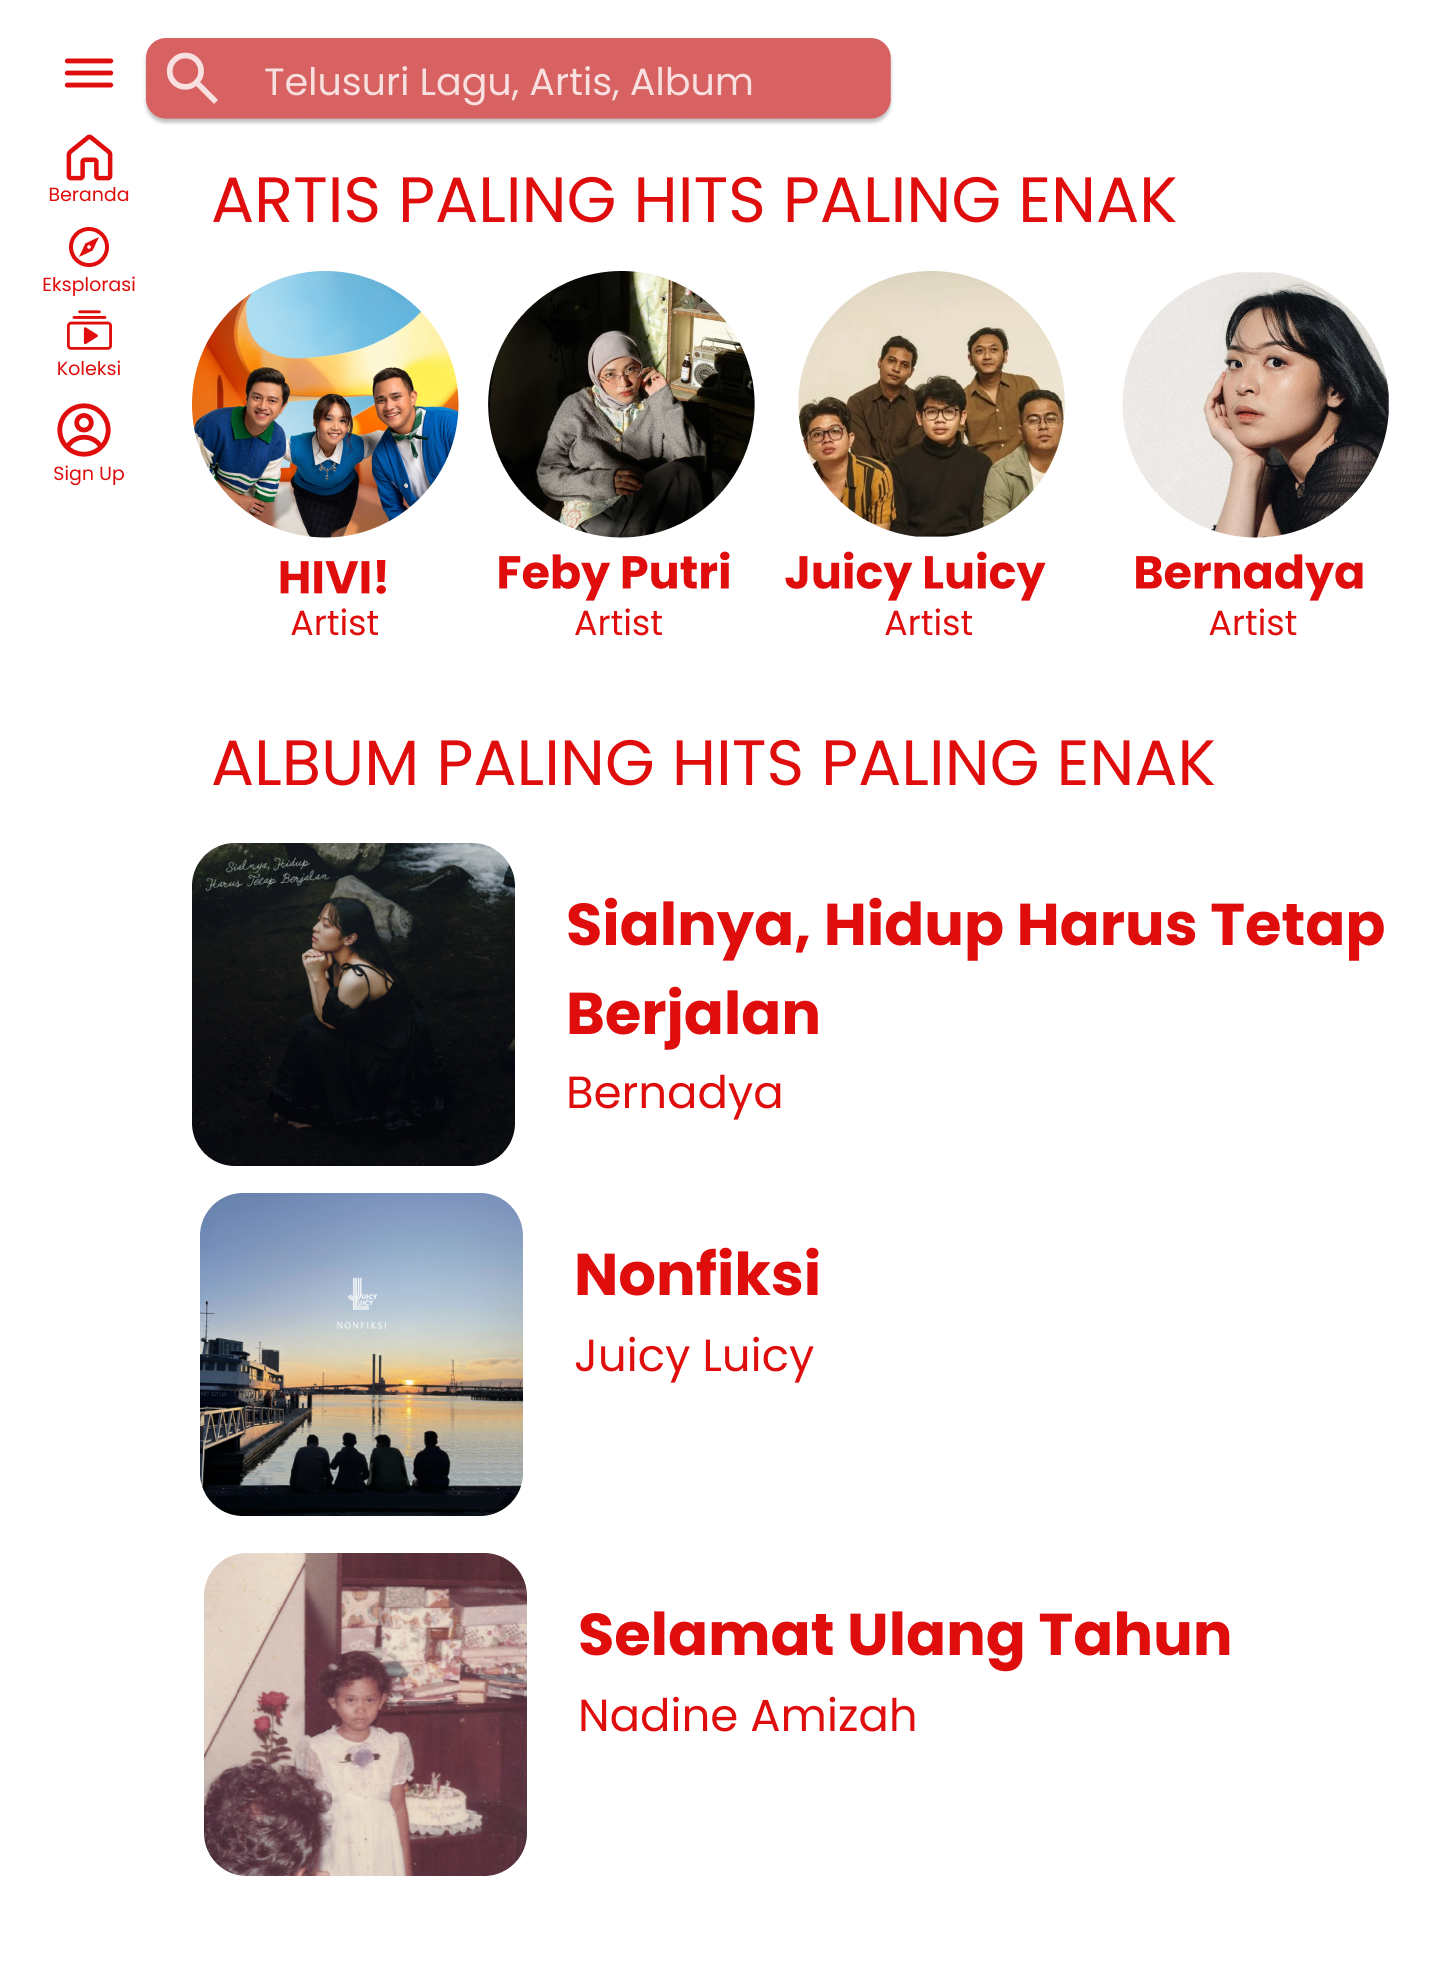 Telusuri Lagu, Artis, Album
Beranda
Eksplorasi
Koleksi
Sign Up
ARTIS PALING HITS PALING ENAK
HIVI!
Artist
Feby Putri
Artist
Juicy Luicy
Artist
Bernadya
Artist
ALBUM PALING HITS PALING ENAK
Sialnya, Hidup
Harus Tetap Berjalan
Sialnya, Hidup Harus Tetap
Berjalan
Bernadya
JUICY
LUICY
NONFIKSI
Nonfiksi
Juicy Luicy
Selamat Ulang Tahun
Nadine Amizah